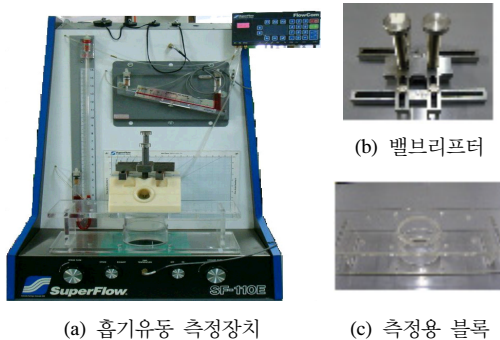 FlowCom
SuperFlow
SuperFlow
SF-110E
(a) 흡기유동 측정장치
(b) 밸브리프터
(c) 측정용 블록